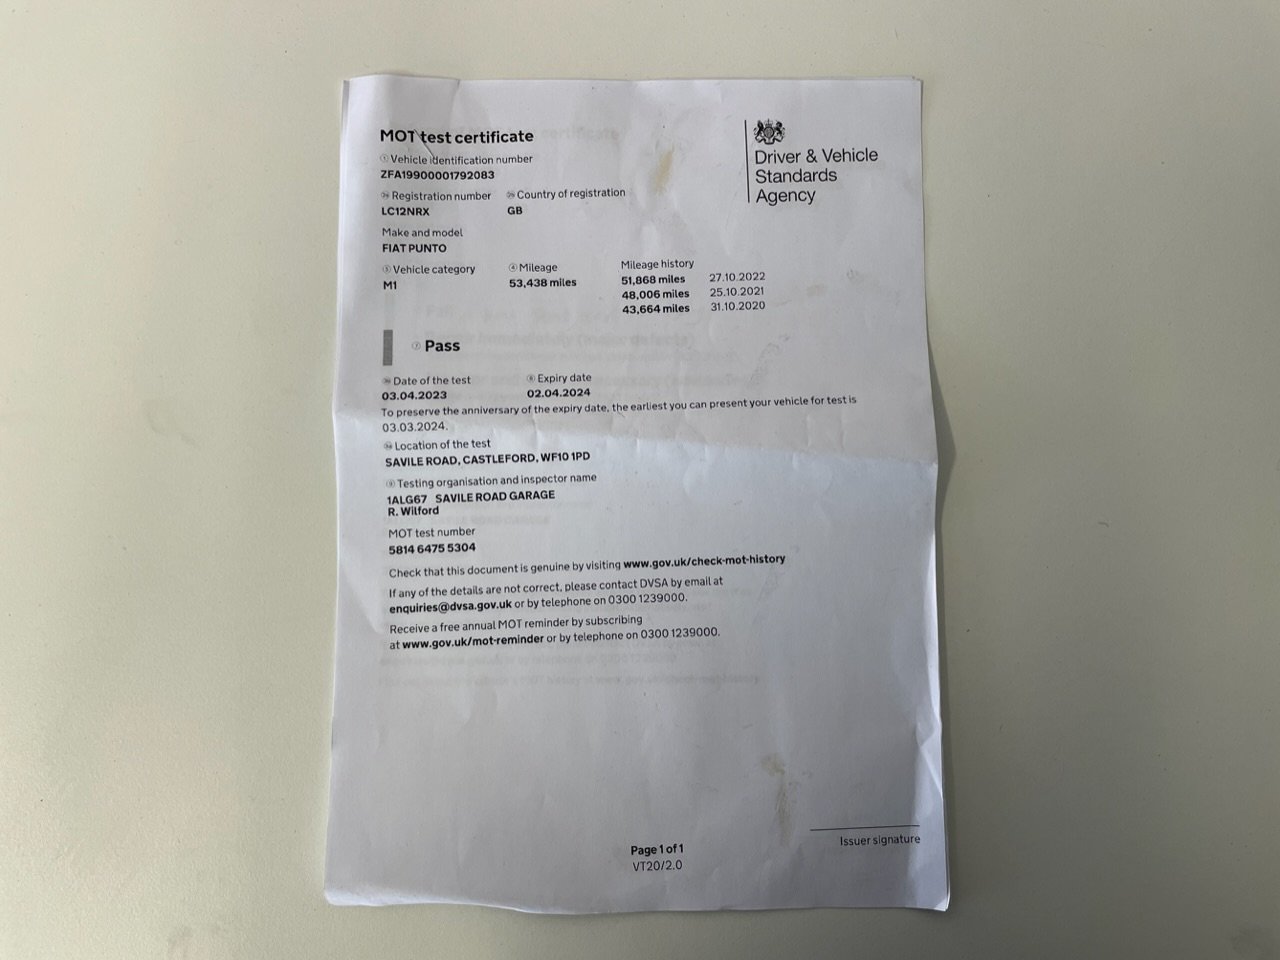 MOT test certificate
① Vehicle identification number
ZFA19900001792083
Driver & Vehicle
Standards
Agency
Registration number Country of registration
LC12NRX GB
Make and model
FIAT PUNTO
③ Vehicle category ④ Mileage Mileage history
M1 53,438 miles 51,868 miles 27.10.2022
48,006 miles 25.10.2021
43,664 miles 31.10.2020
⑦ Pass
Date of the test ⑧ Expiry date
03.04.2023 02.04.2024
To preserve the anniversary of the expiry date, the earliest you can present your vehicle for test is
03.03.2024.
Location of the test
SAVILE ROAD, CASTLEFORD, WF10 1PD
⑨ Testing organisation and inspector name
1ALG67 SAVILE ROAD GARAGE
R. Wilford
MOT test number
5814 6475 5304
Check that this document is genuine by visiting www.gov.uk/check-mot-history
If any of the details are not correct, please contact DVSA by email at
enquiries@dvsa.gov.uk or by telephone on 0300 1239000.
Receive a free annual MOT reminder by subscribing
at www.gov.uk/mot-reminder or by telephone on 0300 1239000.
Issuer signature
Page 1 of 1
VT20/2.0